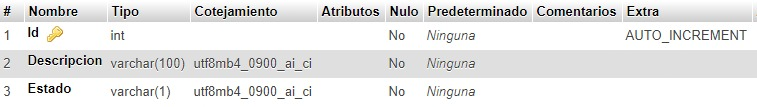 # Nombre Tipo Cotejamiento Atributos Nulo Predeterminado Comentarios Extra
1 Id int No Ninguna AUTO_INCREMENT
2 Descripcion varchar(100) utf8mb4_0900_ai_ci No Ninguna
3 Estado varchar(1) utf8mb4_0900_ai_ci No Ninguna